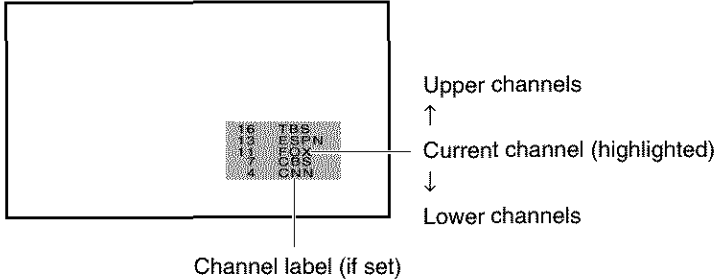 16 TBS
13 ESPN
11 FOX
7 CBS
4 CNN
Upper channels
↑
Current channel (highlighted)
↓
Lower channels
Channel label (if set)